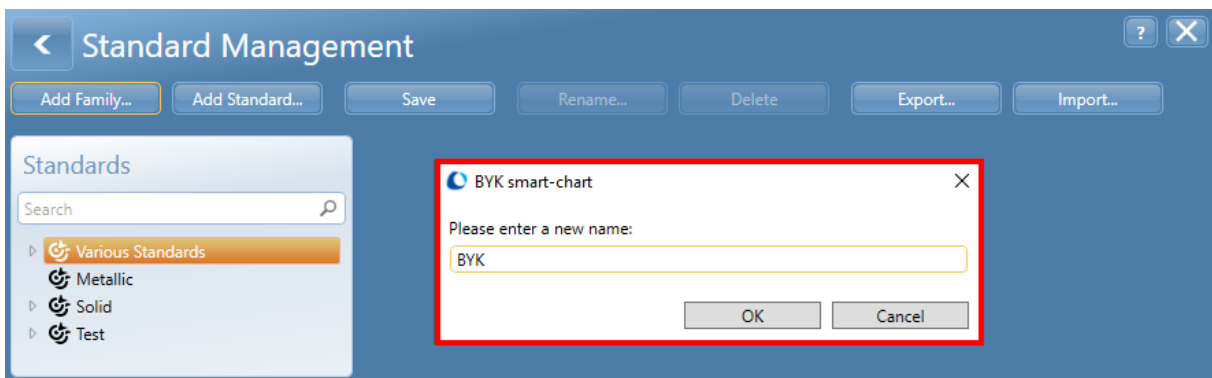 Standard Management
?
Add Family...
Add Standard...
Save
Rename...
Delete
Export...
Import...
Standards
Search
Various Standards
Metallic
Solid
Test
BYK smart-chart
Please enter a new name:
BYK
OK
Cancel